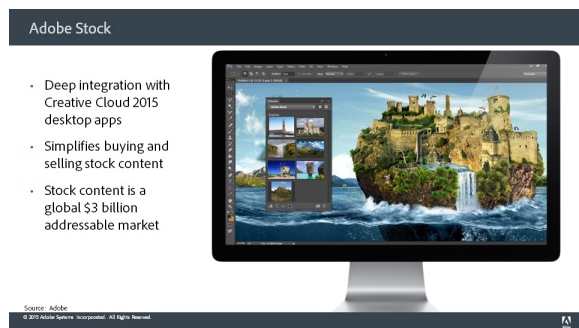 Adobe Stock
• Deep integration with
Creative Cloud 2015
desktop apps
• Simplifies buying and
selling stock content
• Stock content is a
global $3 billion
addressable market
Source: Adobe
© 2015 Adobe Systems Incorporated. All Rights Reserved.